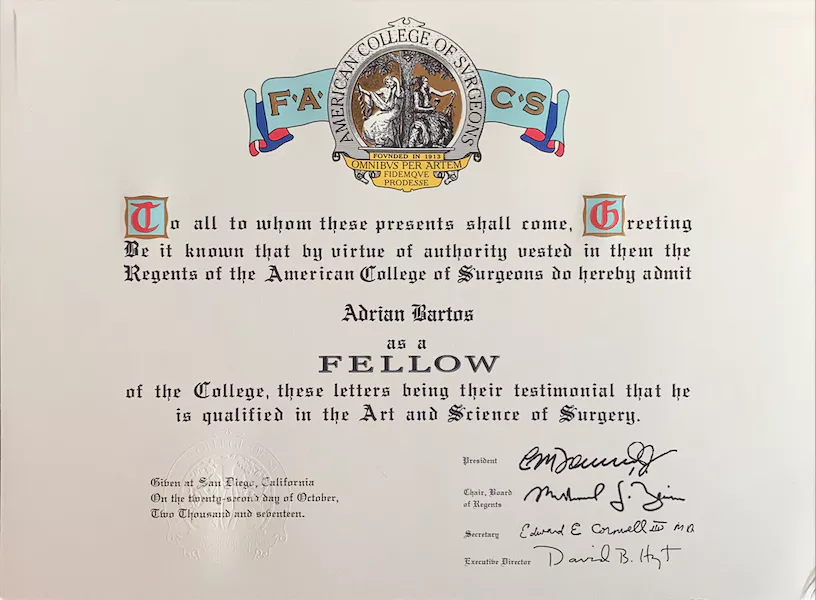 F·A· C·S
AMERICAN COLLEGE OF SVRGEONS
FOUNDED IN 1913
OMNIBVS PER ARTEM
FIDEMQVE
PRODESSE
To all to whom these presents shall come, Greeting
Be it known that by virtue of authority vested in them the
Regents of the American College of Surgeons do hereby admit
Adrian Bartos
as a
FELLOW
of the College, these letters being their testimonial that he
is qualified in the Art and Science of Surgery.
Given at San Diego, California
On the twenty-second day of October,
Two Thousand and seventeen.
President
Chair, Board
of Regents
Secretary Edward E Cornwell III M.D.
Executive Director David B. Hoyt